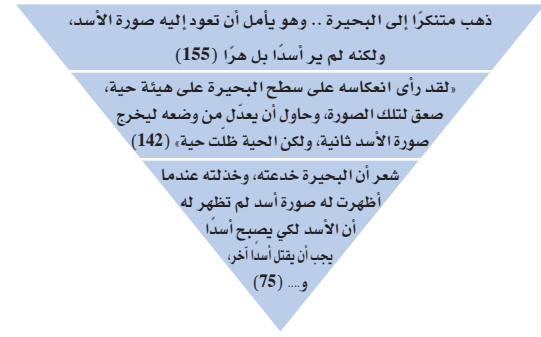 ذهب متنكرًا إلى البحيرة .. وهو يأمل أن تعود إليه صورة الأسد،
ولكنه لم ير أسدًا بل هرًا (155)
«لقد رأى انعكاسه على سطح البحيرة على هيئة حية،
صعق لتلك الصورة، وحاول أن يعدّل من وضعه ليخرج
صورة الأسد ثانية، ولكن الحية ظلّت حية» (142)
شعر أن البحيرة خدعته، وخذلته عندما
أظهرت له صورة أسد لم تظهر له
أن الأسد لكي يصبح أسدًا
يجب أن يقتل أسدًا آخر،
و.... (75)